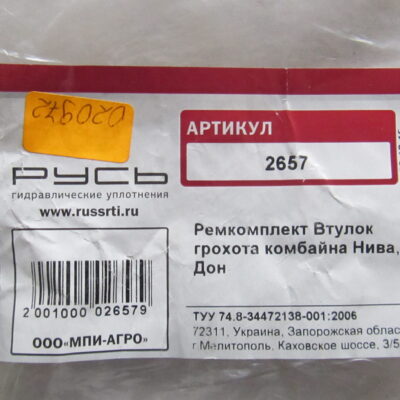 020972
АРТИКУЛ
2657
РУСЬ
гидравлические уплотнения
www.russrti.ru
Ремкомплект Втулок
грохота комбайна Нива,
Дон
2 001000 026579
ООО «МПИ-АГРО»
ТУУ 74.8-34472138-001:2006
72311, Украина, Запорожская облас
г Мелитополь, Каховское шоссе, 3/5